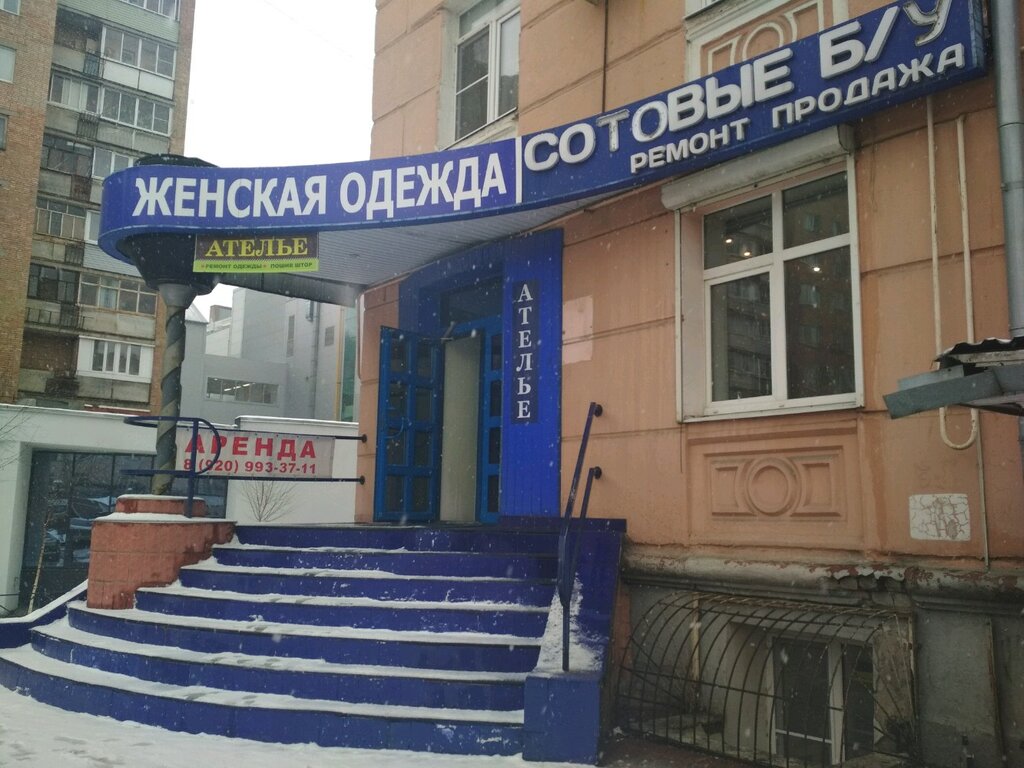 ЖЕНСКАЯ ОДЕЖДА
СОТОВЫЕ Б/У
РЕМОНТ ПРОДАЖА
АТЕЛЬЕ
РЕМОНТ ОДЕЖДЫ ПОШИВ ШТОР
АТЕЛЬЕ
АРЕНДА
8 (920) 993-37-11